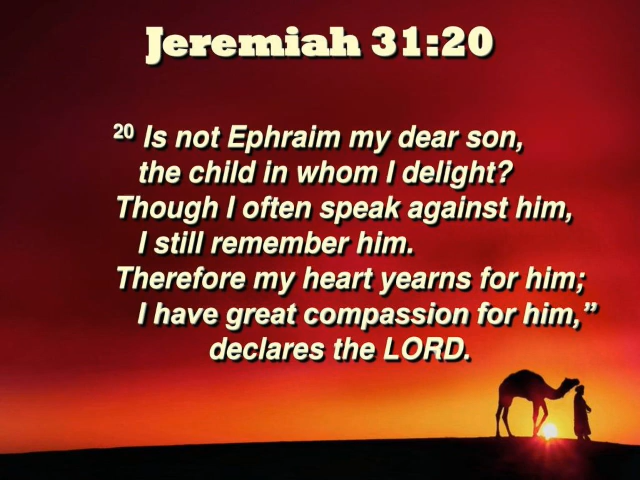 Jeremiah 31:20
20 Is not Ephraim my dear son,
the child in whom I delight?
Though I often speak against him,
I still remember him.
Therefore my heart yearns for him;
I have great compassion for him,”
declares the LORD.